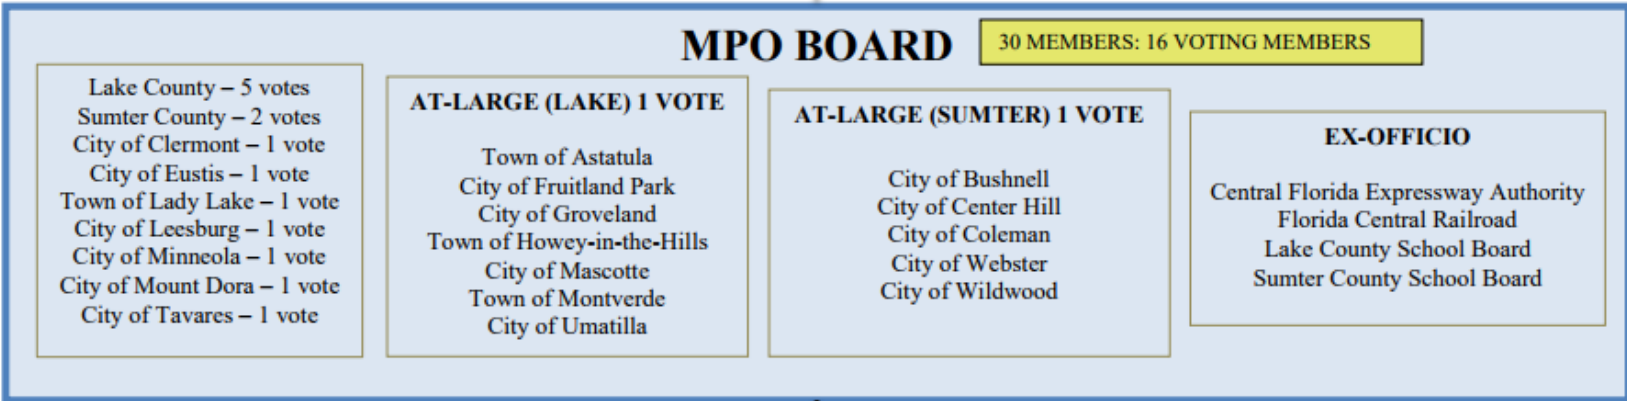 MPO BOARD
30 MEMBERS: 16 VOTING MEMBERS
Lake County – 5 votes
Sumter County – 2 votes
City of Clermont – 1 vote
City of Eustis – 1 vote
Town of Lady Lake – 1 vote
City of Leesburg – 1 vote
City of Minneola – 1 vote
City of Mount Dora – 1 vote
City of Tavares – 1 vote
AT-LARGE (LAKE) 1 VOTE
Town of Astatula
City of Fruitland Park
City of Groveland
Town of Howey-in-the-Hills
City of Mascotte
Town of Montverde
City of Umatilla
AT-LARGE (SUMTER) 1 VOTE
City of Bushnell
City of Center Hill
City of Coleman
City of Webster
City of Wildwood
EX-OFFICIO
Central Florida Expressway Authority
Florida Central Railroad
Lake County School Board
Sumter County School Board